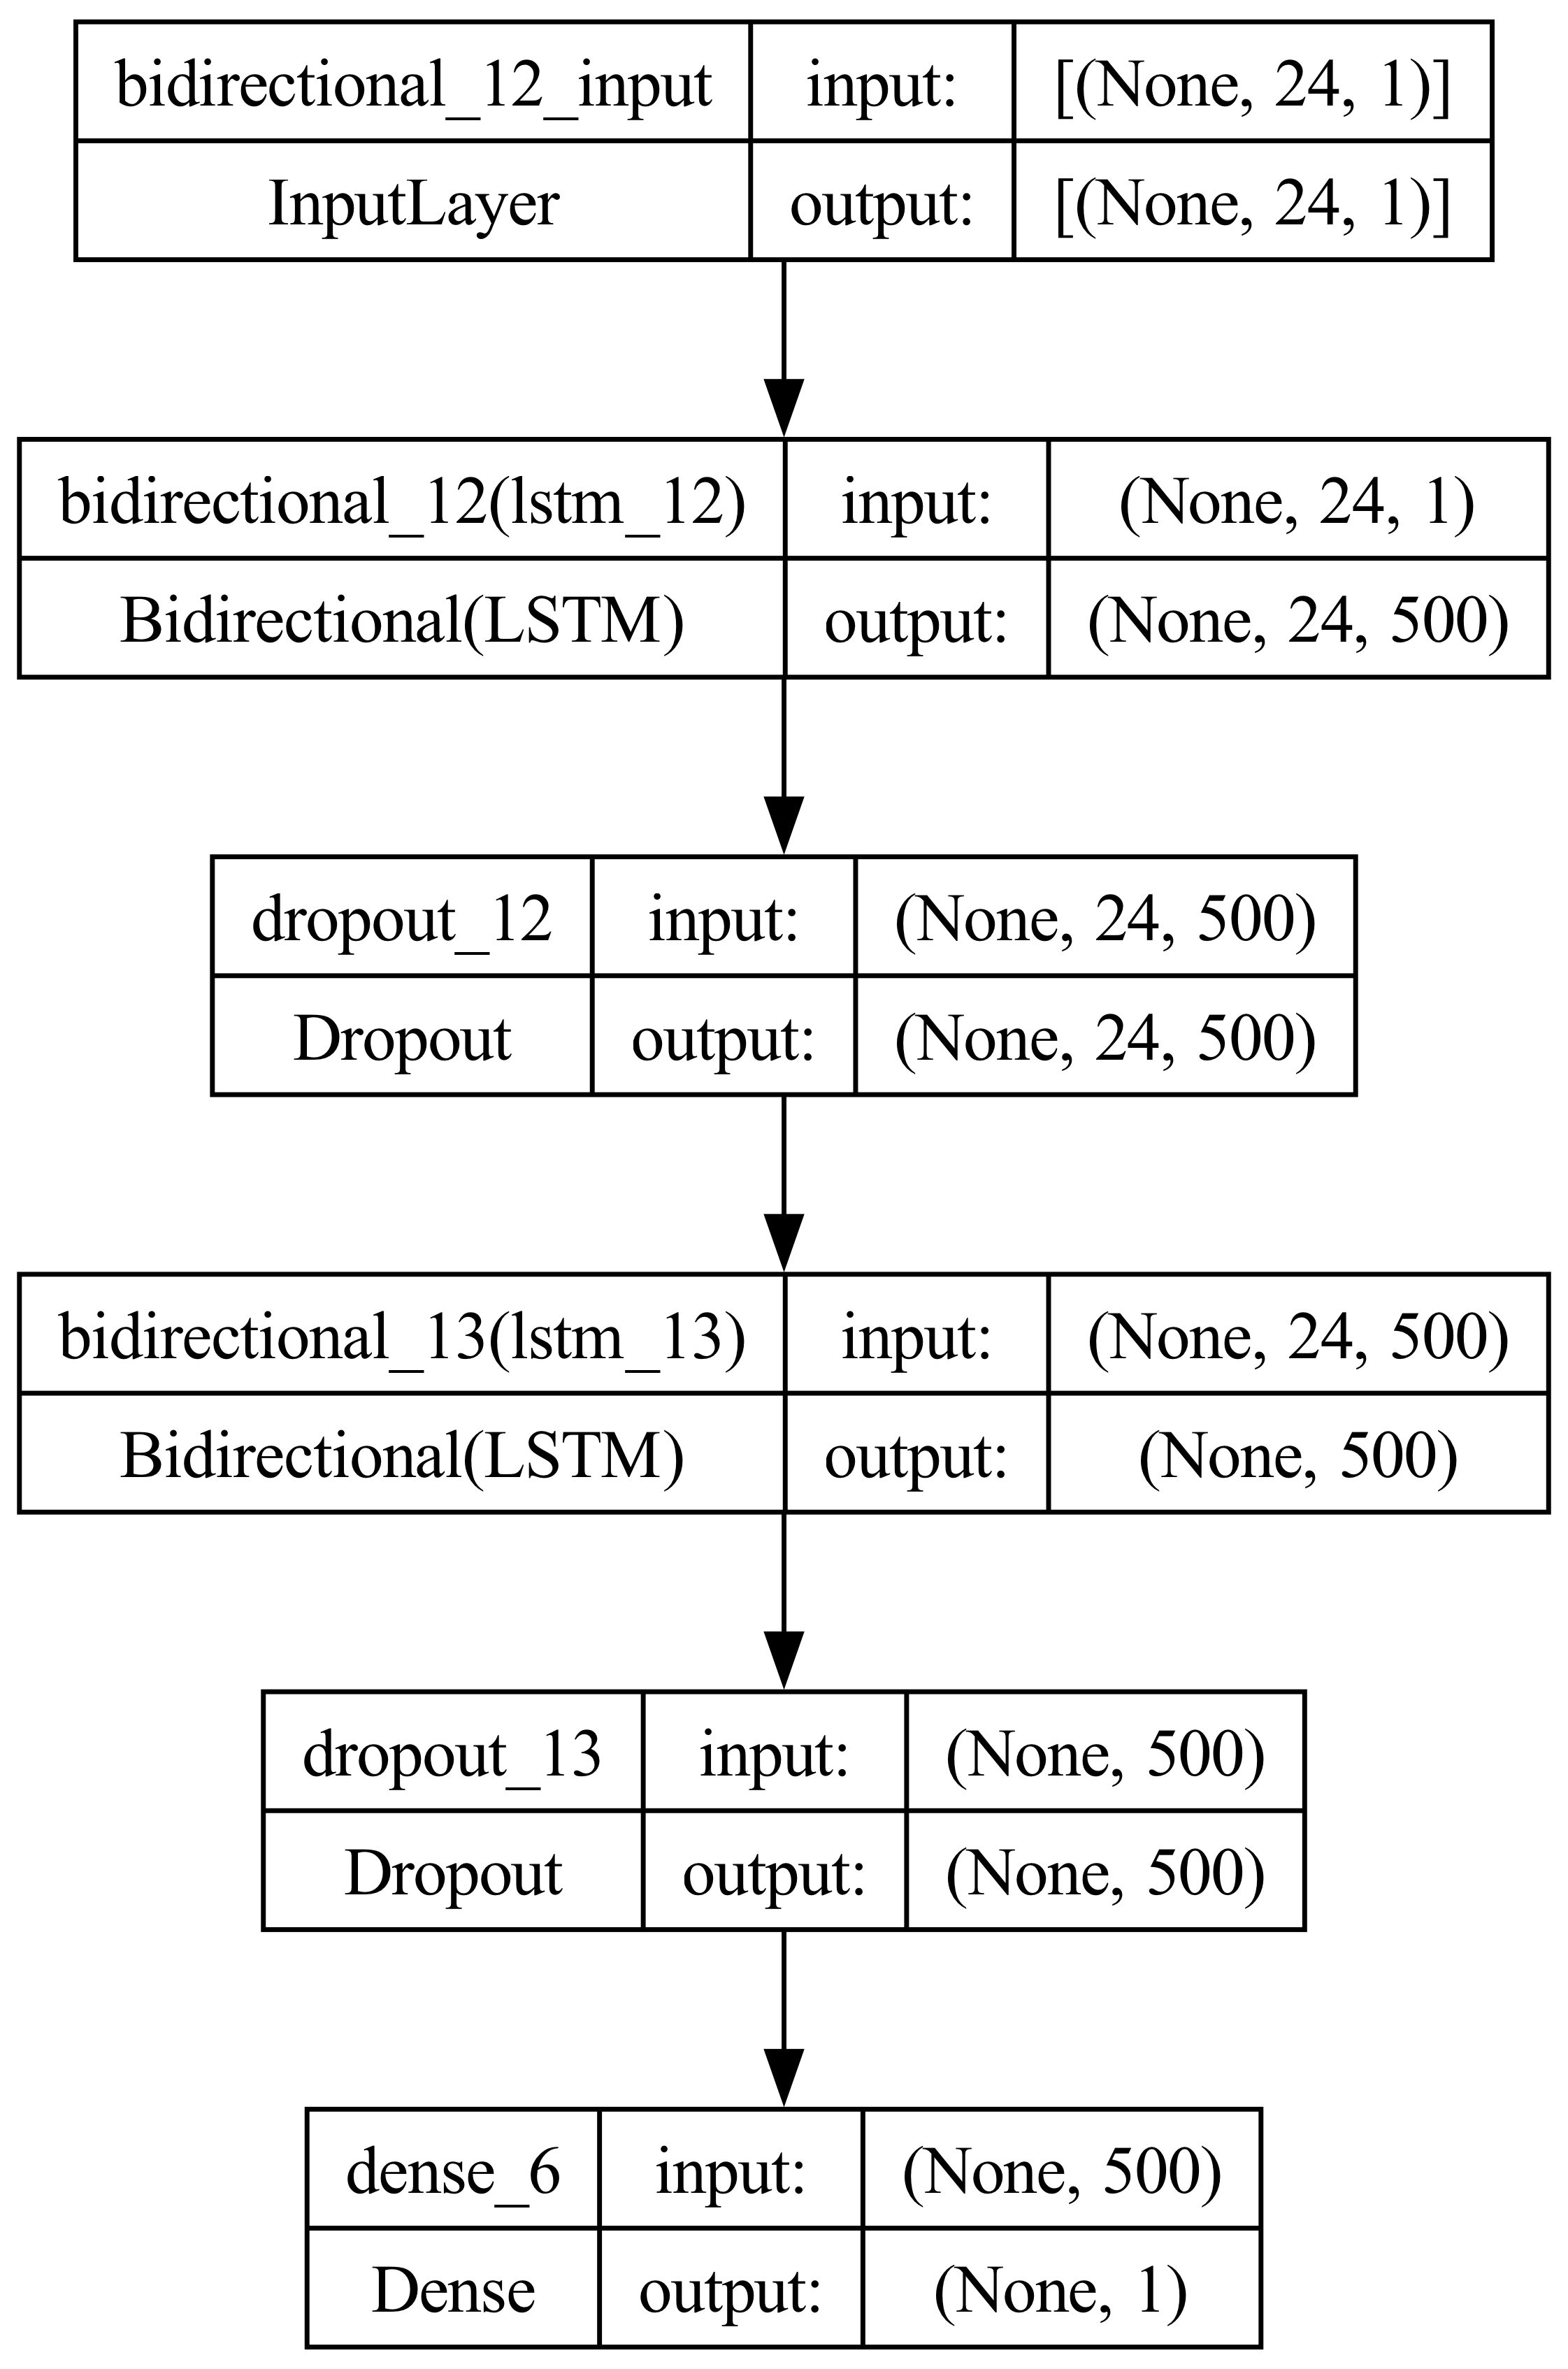 bidirectional_12_input input: [(None, 24, 1)]
InputLayer output: [(None, 24, 1)]
bidirectional_12(lstm_12) input: (None, 24, 1)
Bidirectional(LSTM) output: (None, 24, 500)
dropout_12 input: (None, 24, 500)
Dropout output: (None, 24, 500)
bidirectional_13(lstm_13) input: (None, 24, 500)
Bidirectional(LSTM) output: (None, 500)
dropout_13 input: (None, 500)
Dropout output: (None, 500)
dense_6 input: (None, 500)
Dense output: (None, 1)